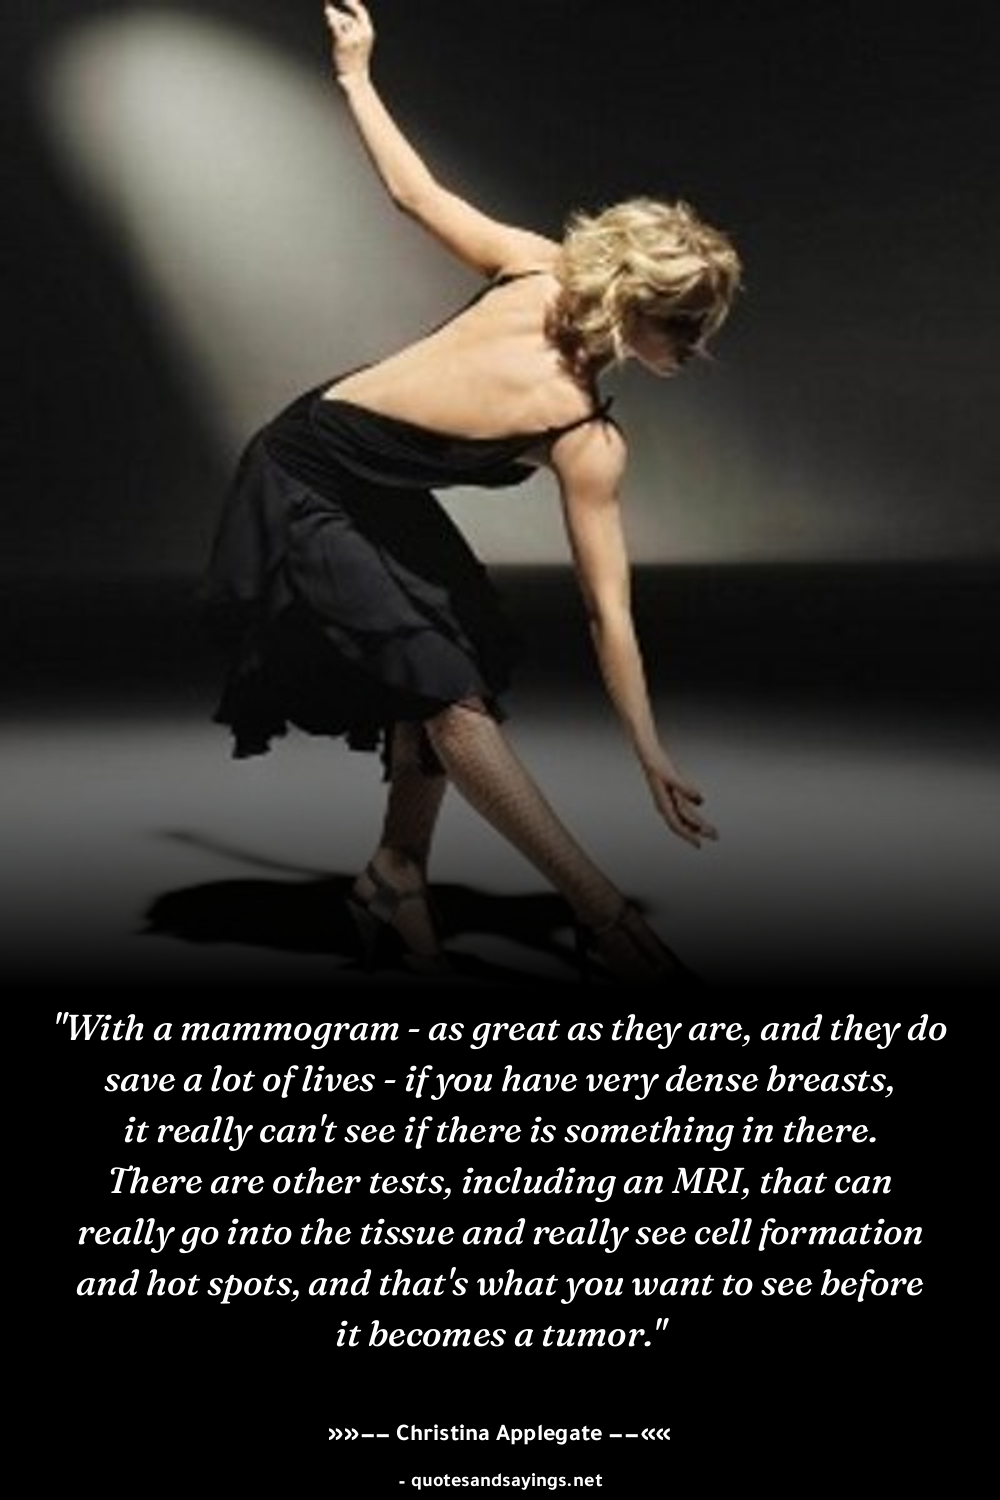 "With a mammogram - as great as they are, and they do
save a lot of lives - if you have very dense breasts,
it really can't see if there is something in there.
There are other tests, including an MRI, that can
really go into the tissue and really see cell formation
and hot spots, and that's what you want to see before
it becomes a tumor."
»»–– Christina Applegate ––««
- quotesandsayings.net